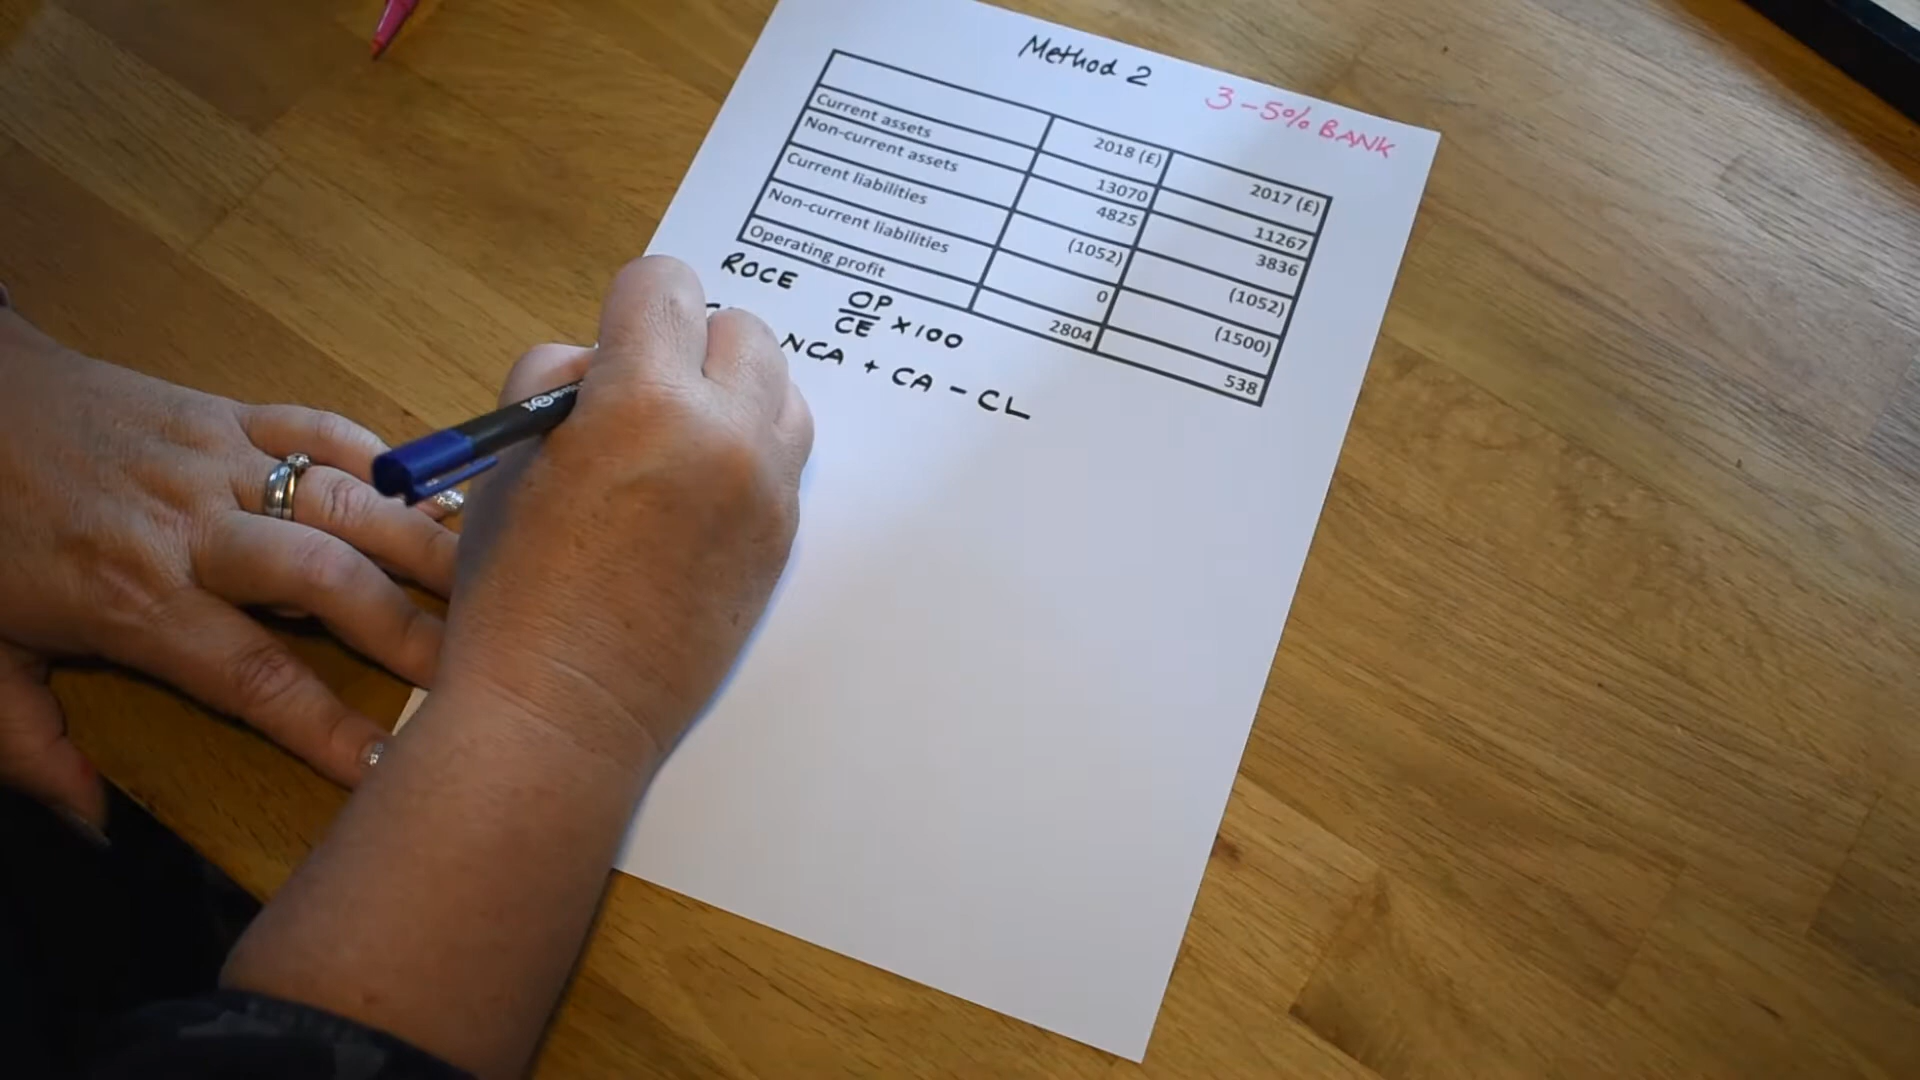 Method 2
3-5% BANK
2018 (£) 2017 (£)
Current assets 13070 11267
Non-current assets 4825 3836
Current liabilities (1052) (1052)
Non-current liabilities 0 (1500)
Operating profit 2804 538
ROCE OP/CE × 100
NCA + CA - CL